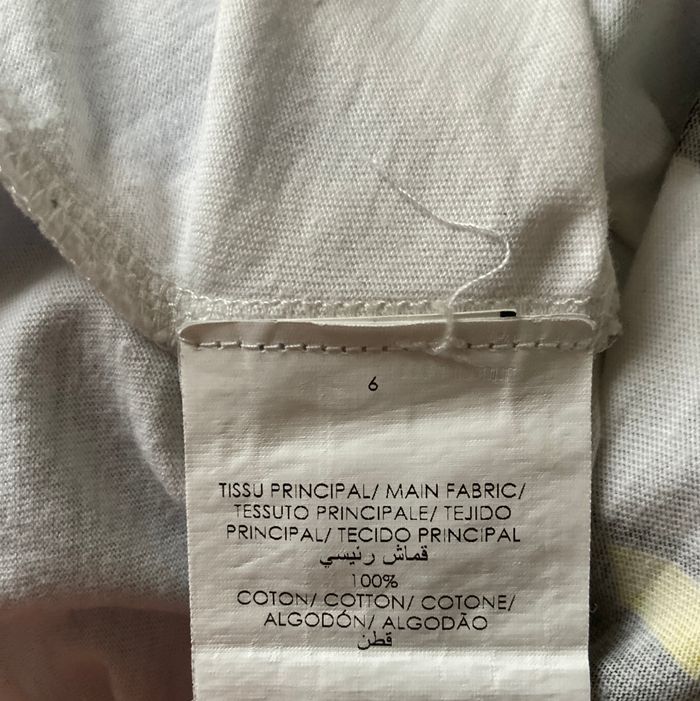 6
TISSU PRINCIPAL/ MAIN FABRIC/
TESSUTO PRINCIPALE/ TEJIDO
PRINCIPAL/ TECIDO PRINCIPAL
قماش رئيسي
100%
COTON/ COTTON/ COTONE/
ALGODÓN/ ALGODÃO
قطن